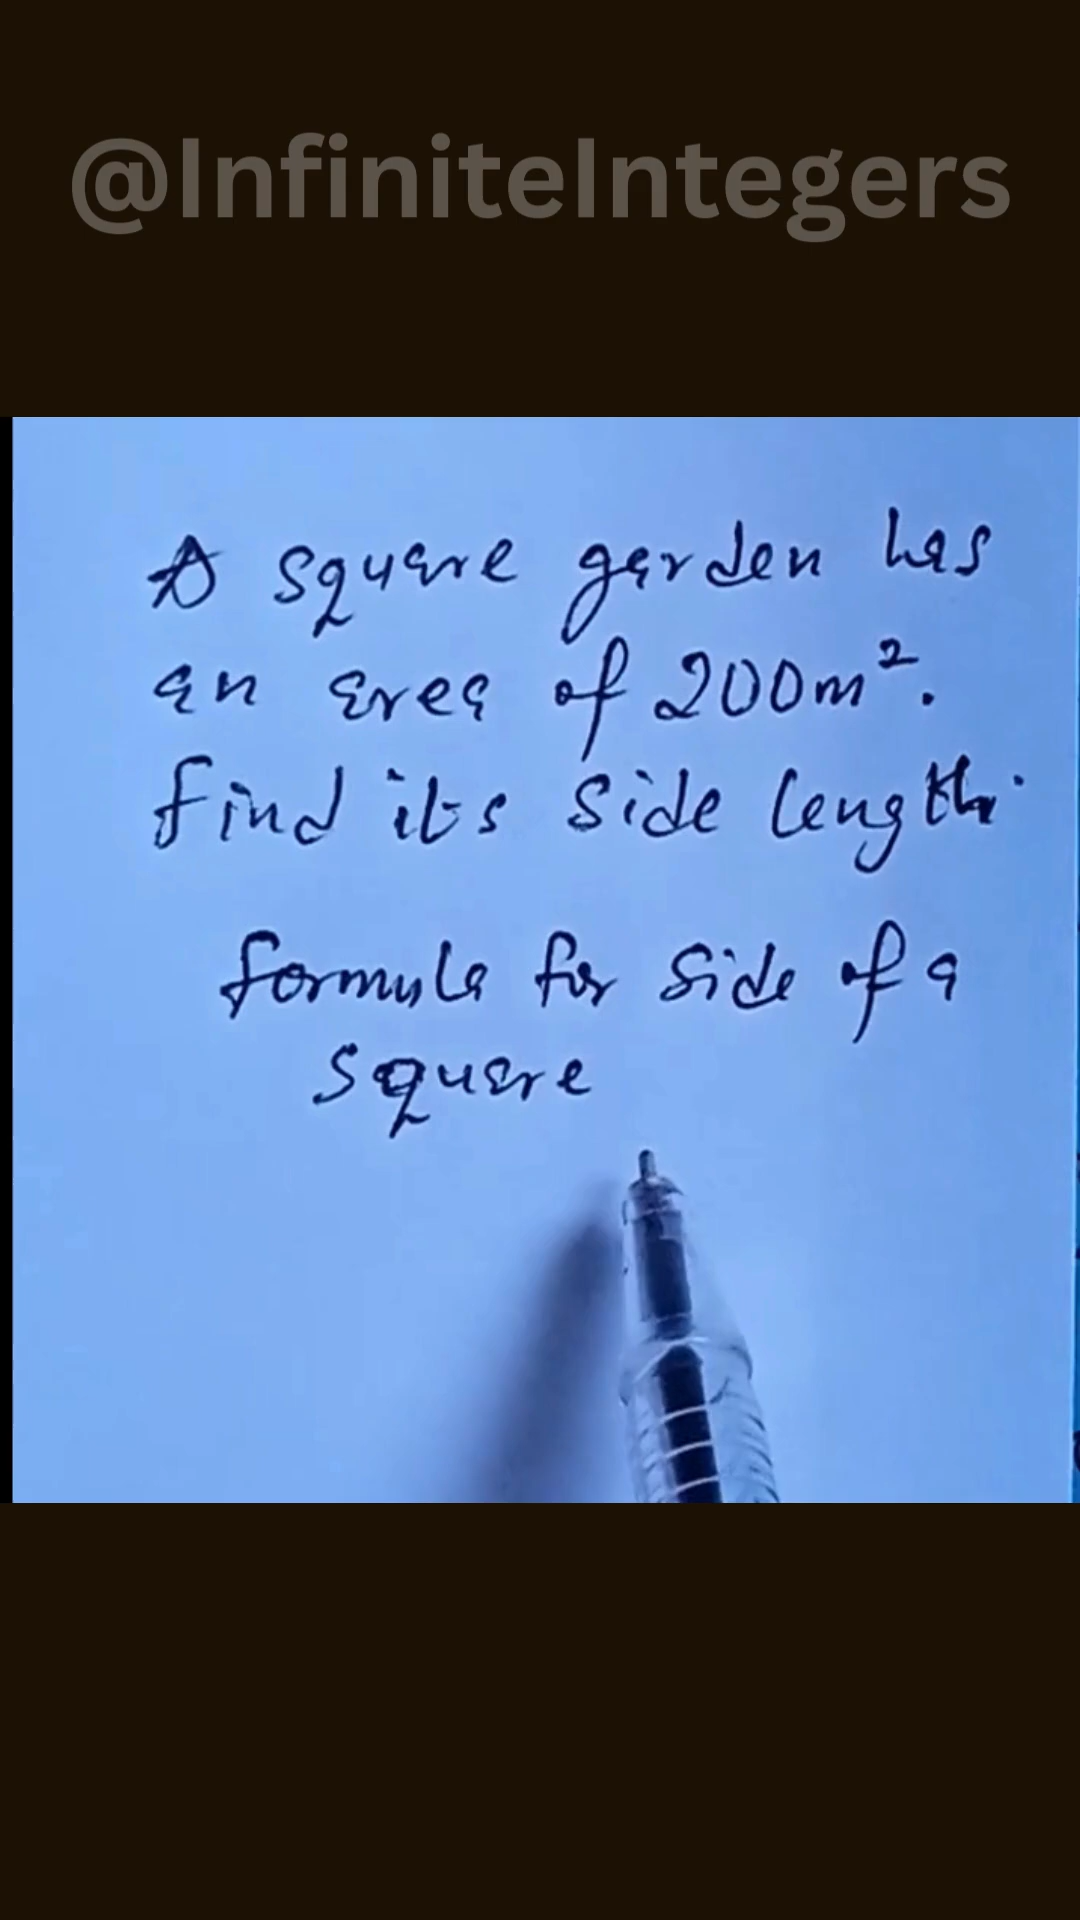 @InfiniteIntegers
A square garden has
an area of 200m².
find its side length.
formula for side of a
square